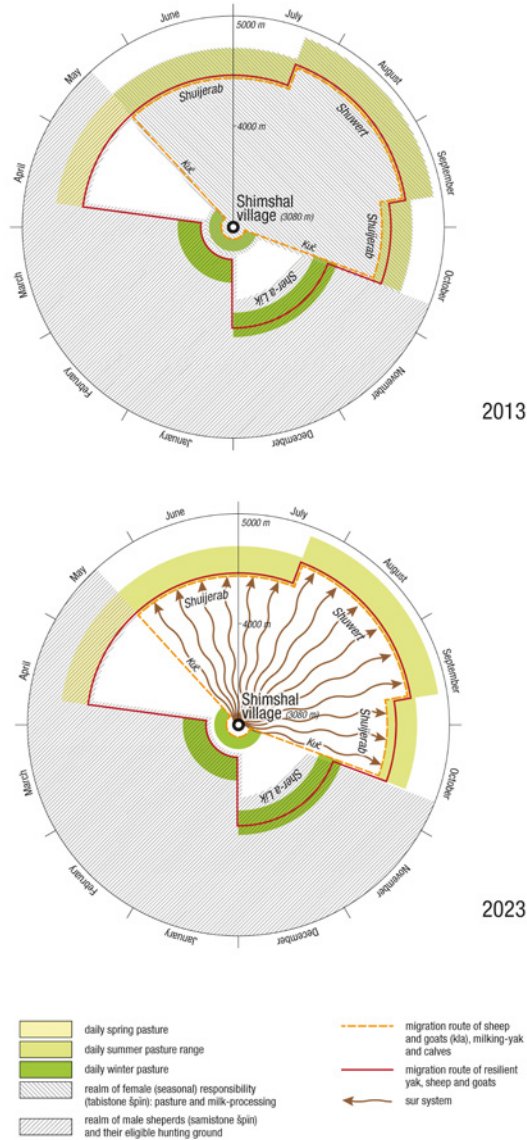 5000 m
June
July
May
August
Shuijerab
Shuwert
4000 m
April
September
Kuč
Shimshal
village (3080 m)
Shuijerab
Kuč
Sher-a Lik
March
October
February
November
January
December
2013
5000 m
June
July
May
August
Shuijerab
Shuwert
4000 m
April
September
Kuč
Shimshal
village (3080 m)
Shuijerab
Kuč
Sher-a Lik
March
October
February
November
January
December
2023
daily spring pasture
daily summer pasture range
daily winter pasture
realm of female (seasonal) responsibility
(tabistone špin): pasture and milk-processing
realm of male sheperds (samistone špin)
and their eligible hunting ground
migration route of sheep
and goats (kla), milking-yak
and calves
migration route of resilient
yak, sheep and goats
sur system